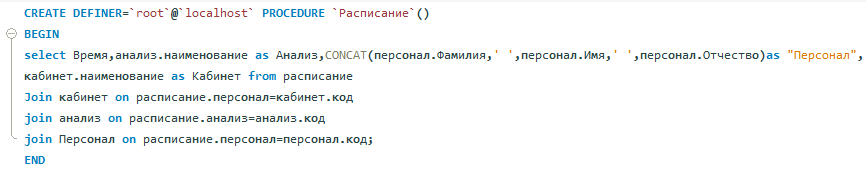 CREATE DEFINER=`root`@`localhost` PROCEDURE `Расписание`()
BEGIN
select Время,анализ.наименование as Анализ,CONCAT(персонал.Фамилия,' ',персонал.Имя,' ',персонал.Отчество)as "Персонал",
кабинет.наименование as Кабинет from расписание
Join кабинет on расписание.персонал=кабинет.код
join анализ on расписание.анализ=анализ.код
join Персонал on расписание.персонал=персонал.код;
END